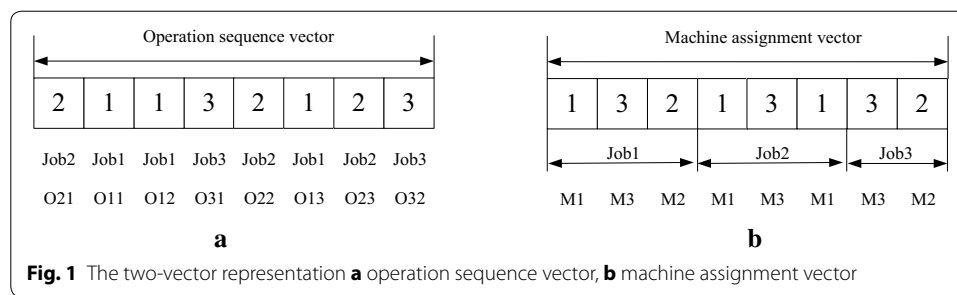 Operation sequence vector
2 1 1 3 2 1 2 3
Job2 Job1 Job1 Job3 Job2 Job1 Job2 Job3
O21 O11 O12 O31 O22 O13 O23 O32
a
Machine assignment vector
1 3 2 1 3 1 3 2
Job1 Job2 Job3
M1 M3 M2 M1 M3 M1 M3 M2
b
Fig. 1 The two-vector representation a operation sequence vector, b machine assignment vector